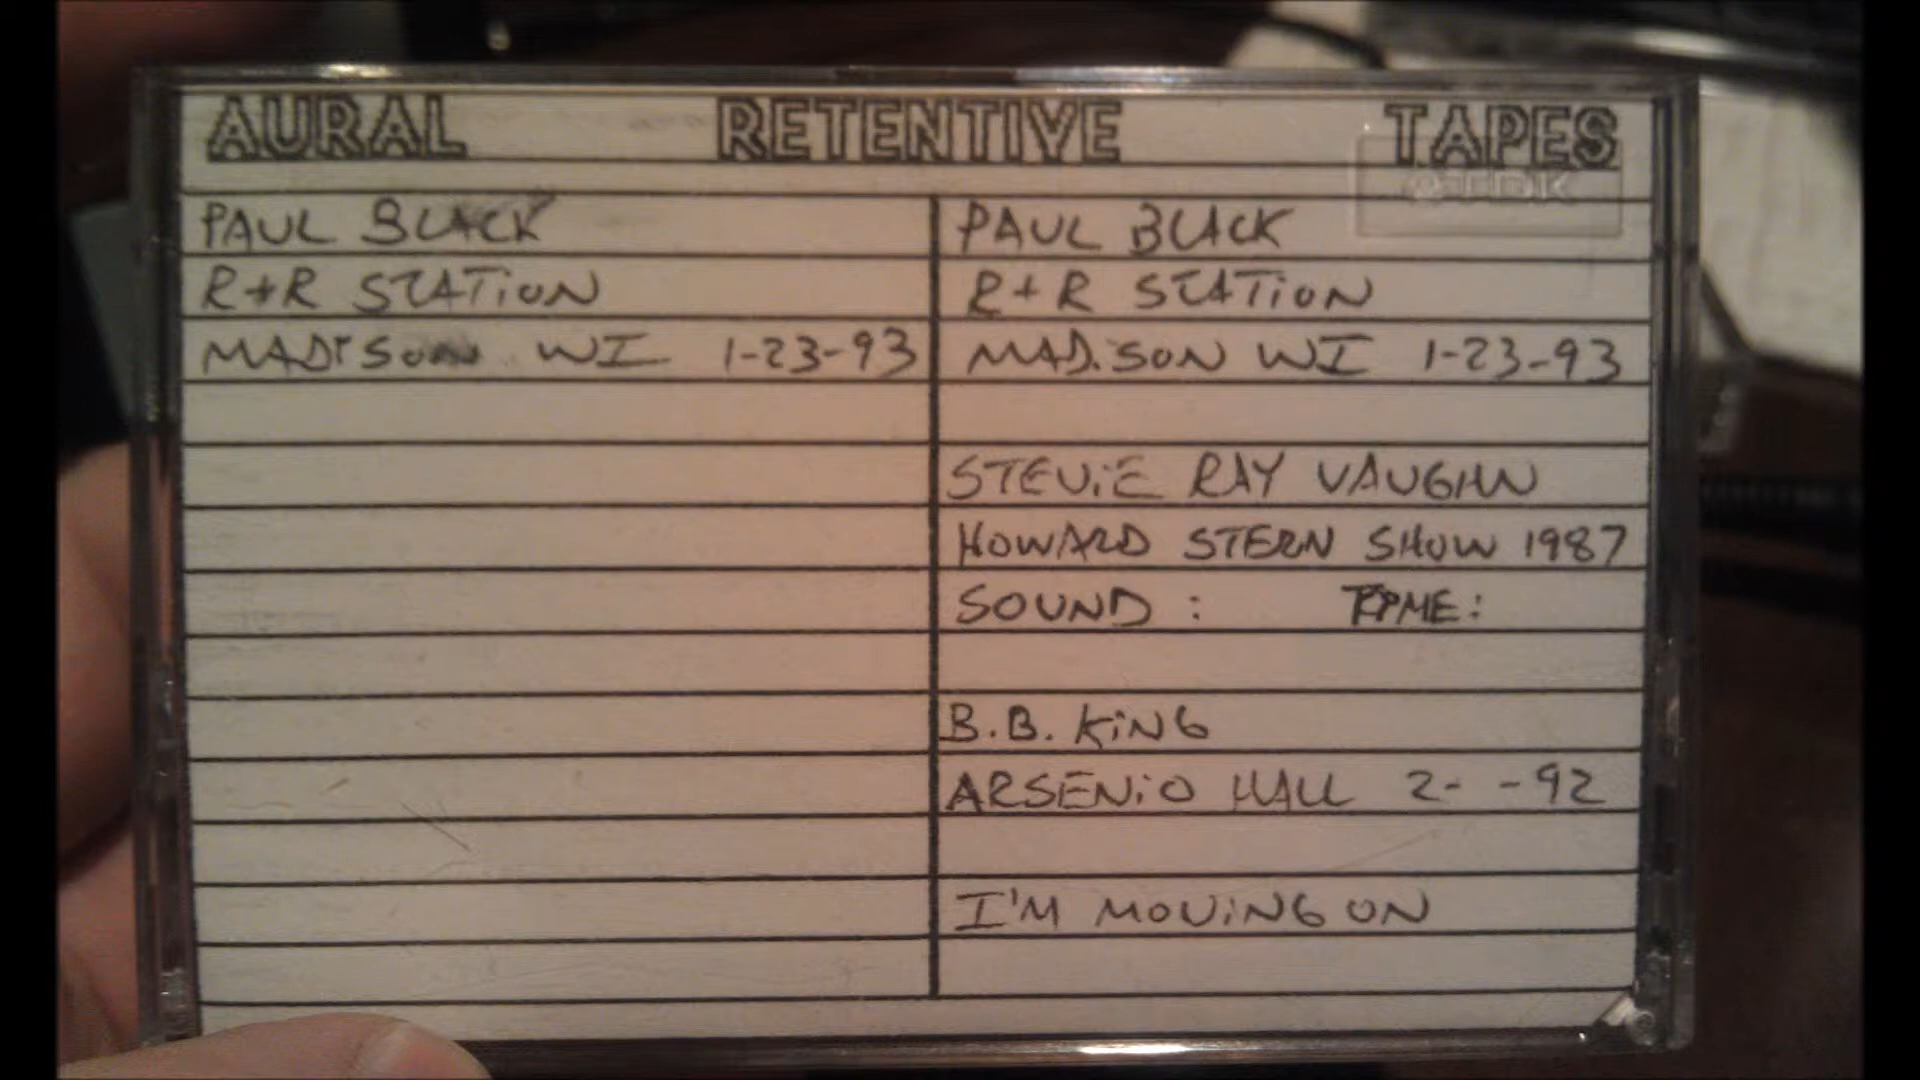 AURAL RETENTIVE TAPES
TDK
PAUL BLACK
R+R STATION
MADISON WI 1-23-93
PAUL BLACK
R+R STATION
MADISON WI 1-23-93
STEVIE RAY VAUGHN
HOWARD STERN SHOW 1987
SOUND : TIME:
B.B. KING
ARSENIO HALL 2- -92
I'M MOVING ON